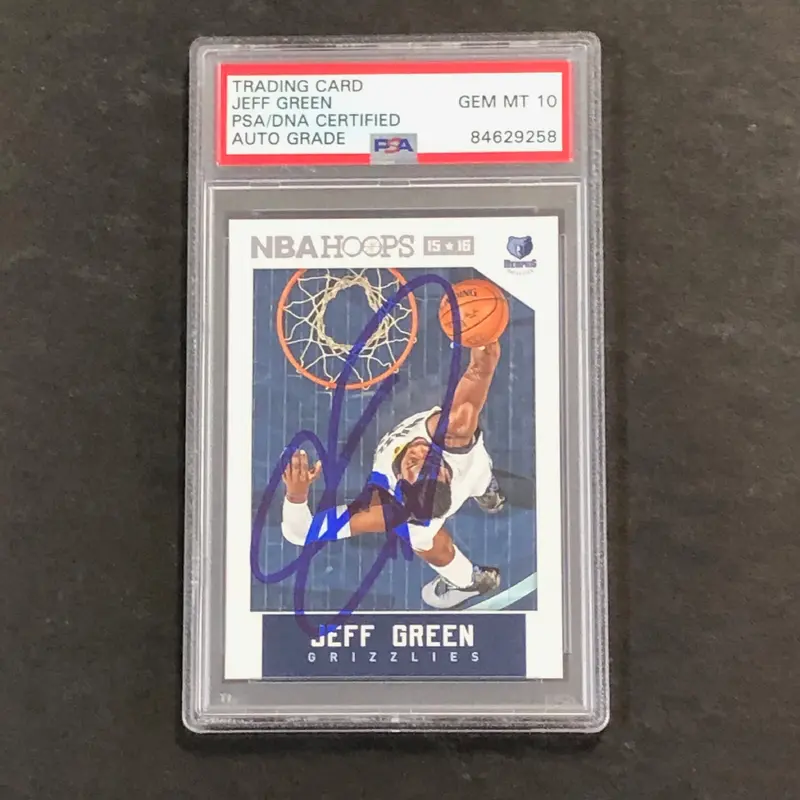 TRADING CARD
JEFF GREEN
GEM MT 10
PSA/DNA CERTIFIED
AUTO GRADE
PSA
84629258
NBA HOOPS 15★16
MEMPHIS
JEFF GREEN
GRIZZLIES